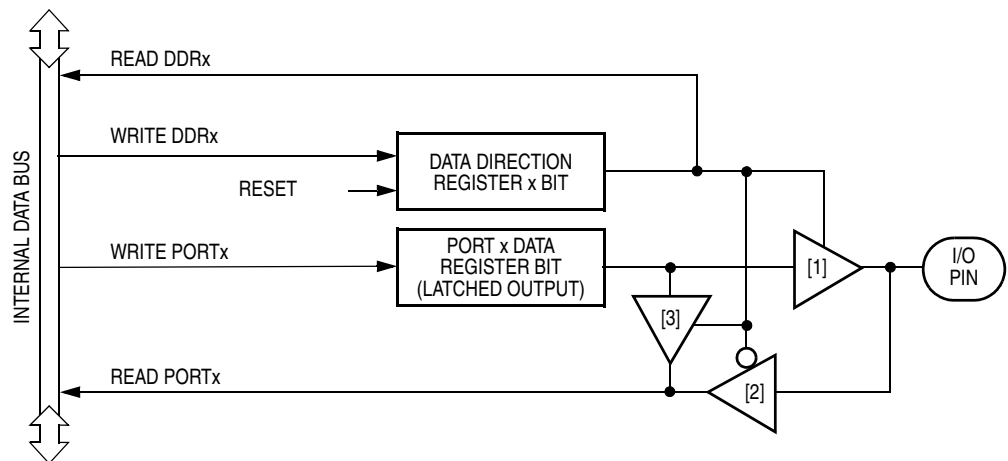 READ DDRx
WRITE DDRx
DATA DIRECTION
REGISTER x BIT
RESET
INTERNAL DATA BUS
WRITE PORTx
PORT x DATA
REGISTER BIT
(LATCHED OUTPUT)
[1]
I/O
PIN
[3]
READ PORTx
[2]